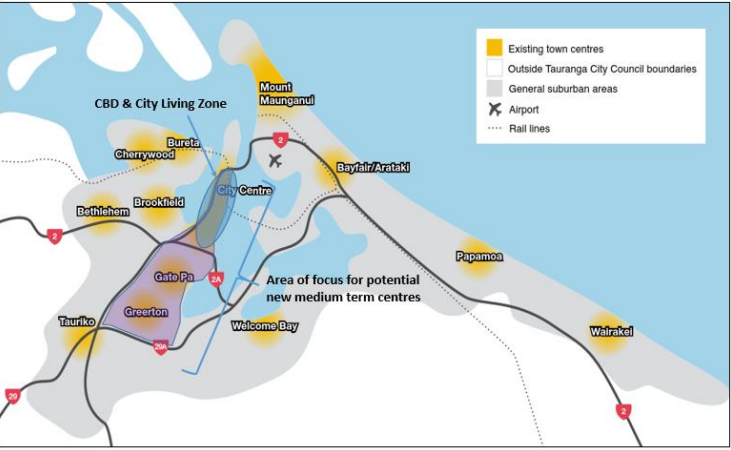 Existing town centres
Outside Tauranga City Council boundaries
General suburban areas
Airport
Rail lines
Mount
Maunganui
CBD & City Living Zone
2
Bureta
Cherrywood
Bayfair/Arataki
City Centre
Brookfield
Bethlehem
2
Papamoa
Gate Pa
2A
Area of focus for potential
new medium term centres
Greerton
Tauriko
Welcome Bay
Wairakei
29A
29
2